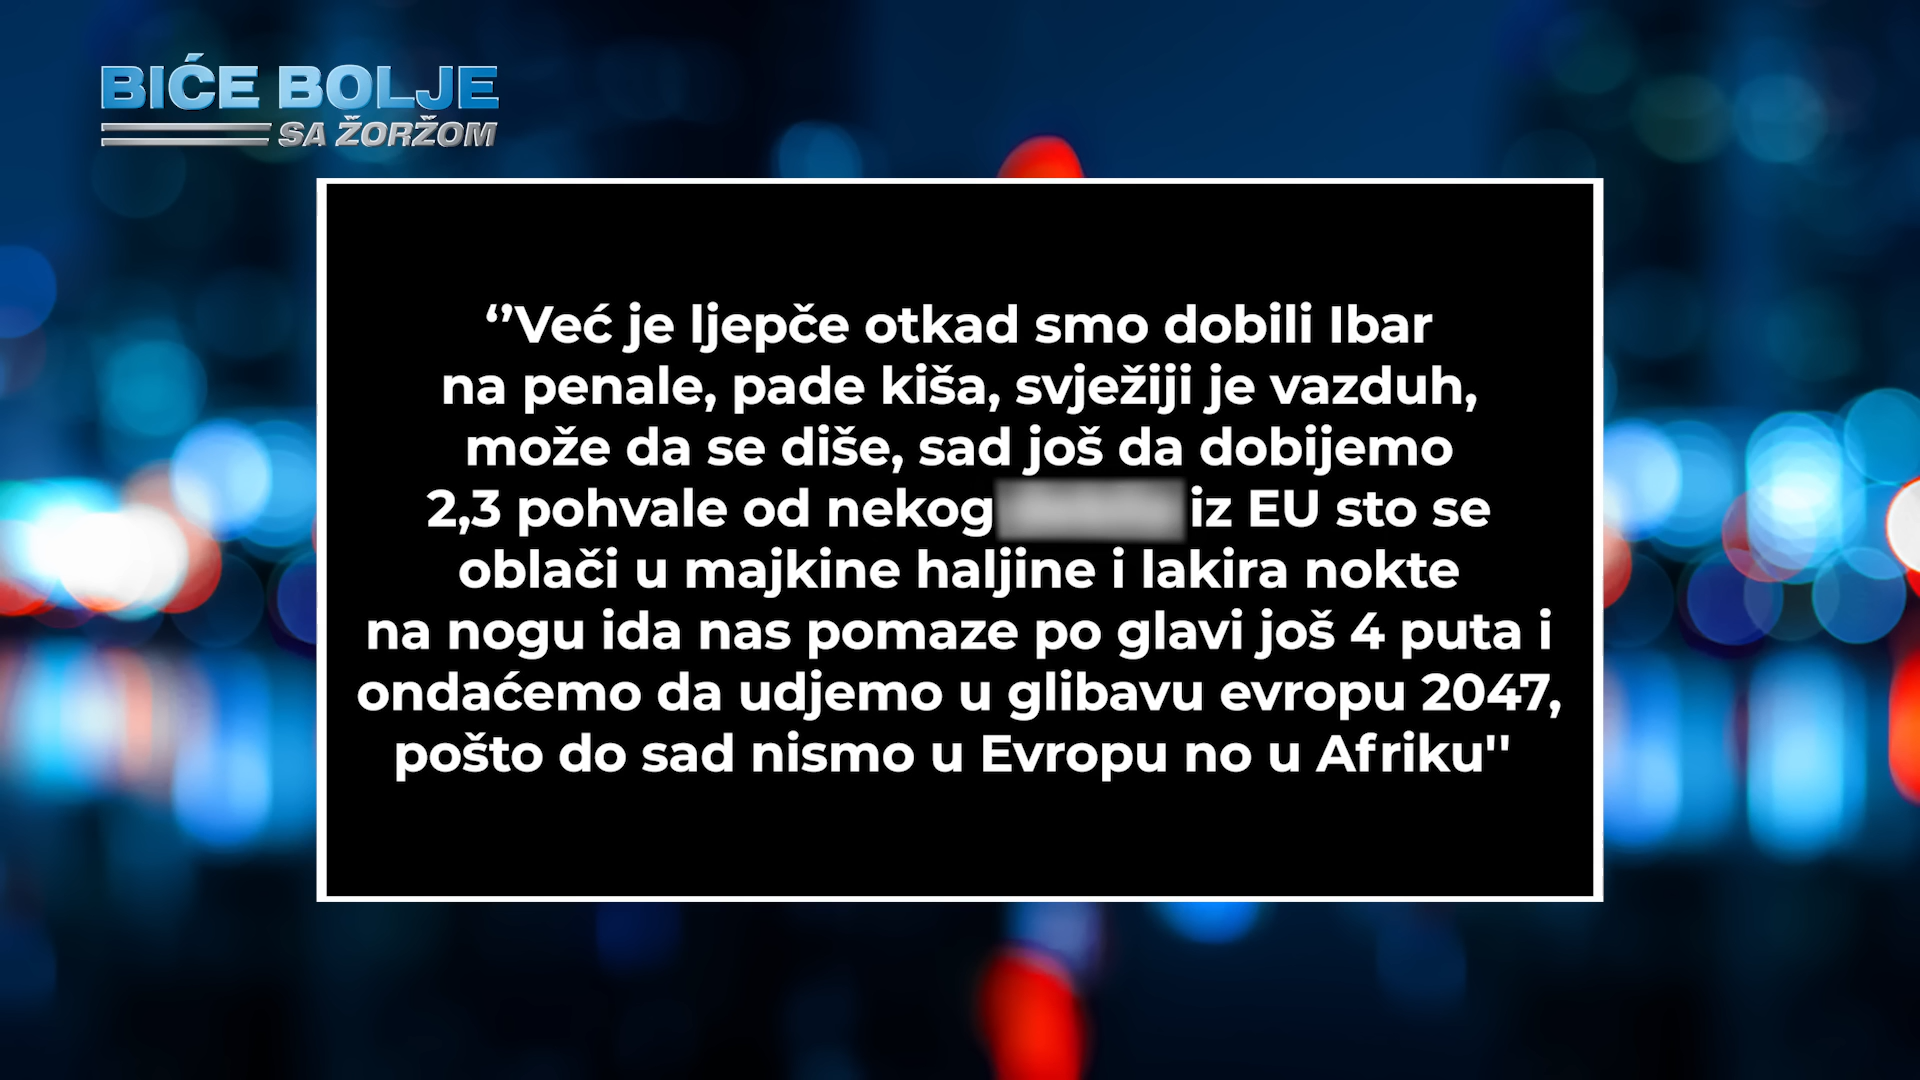 BIĆE BOLJE
SA ŽORŽOM
‘’Već je ljepče otkad smo dobili Ibar
na penale, pade kiša, svježiji je vazduh,
može da se diše, sad još da dobijemo
2,3 pohvale od nekog iz EU sto se
oblači u majkine haljine i lakira nokte
na nogu ida nas pomaze po glavi još 4 puta i
ondaćemo da udjemo u glibavu evropu 2047,
pošto do sad nismo u Evropu no u Afriku''